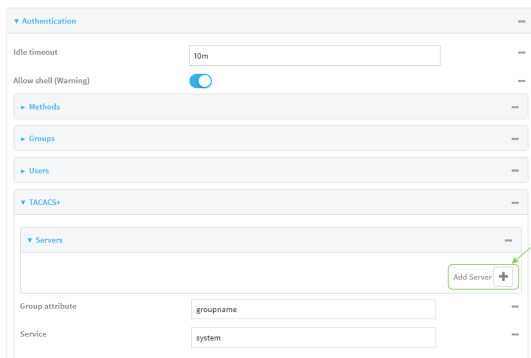 Authentication
Idle timeout 10m
Allow shell (Warning)
Methods
Groups
Users
TACACS+
Servers
Add Server
Group attribute groupname
Service system